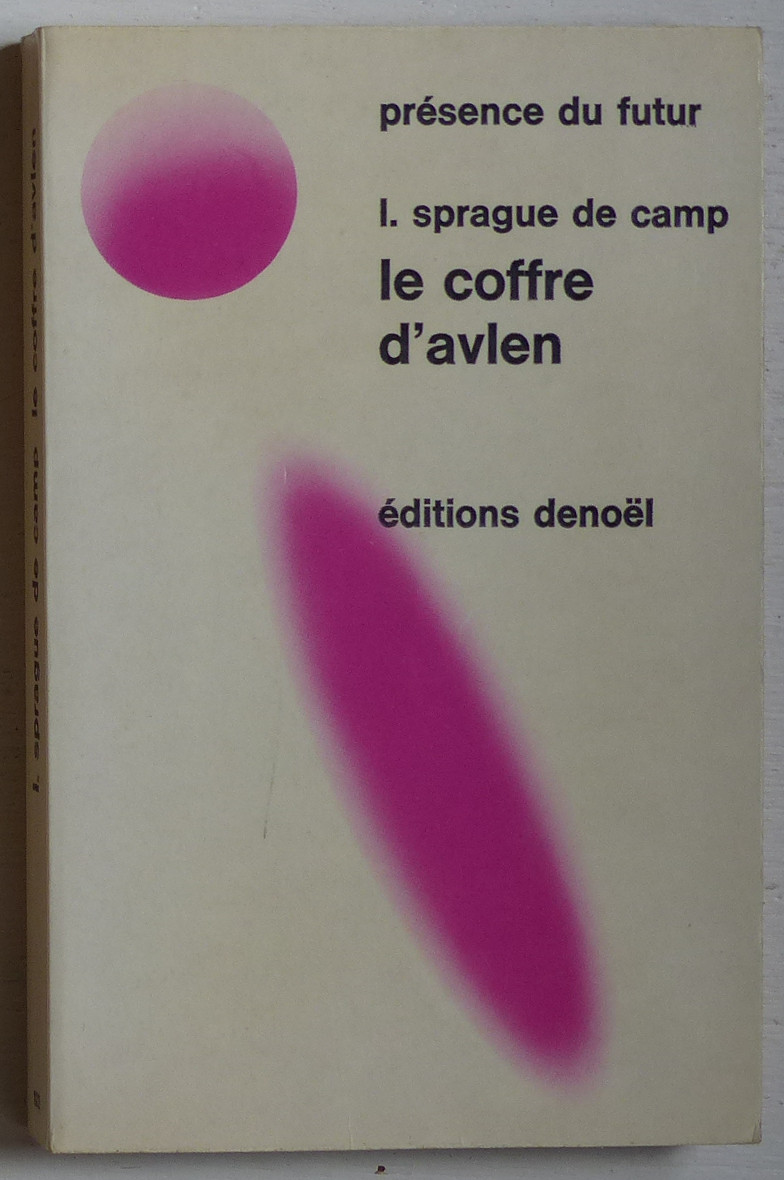 présence du futur
l. sprague de camp
le coffre
d'avlen
éditions denoël
l. sprague de camp le coffre d'avlen